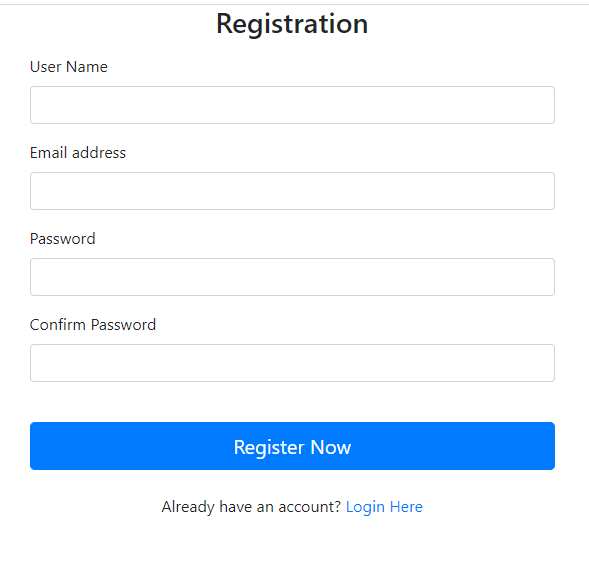 Registration
User Name
Email address
Password
Confirm Password
Register Now
Already have an account? Login Here